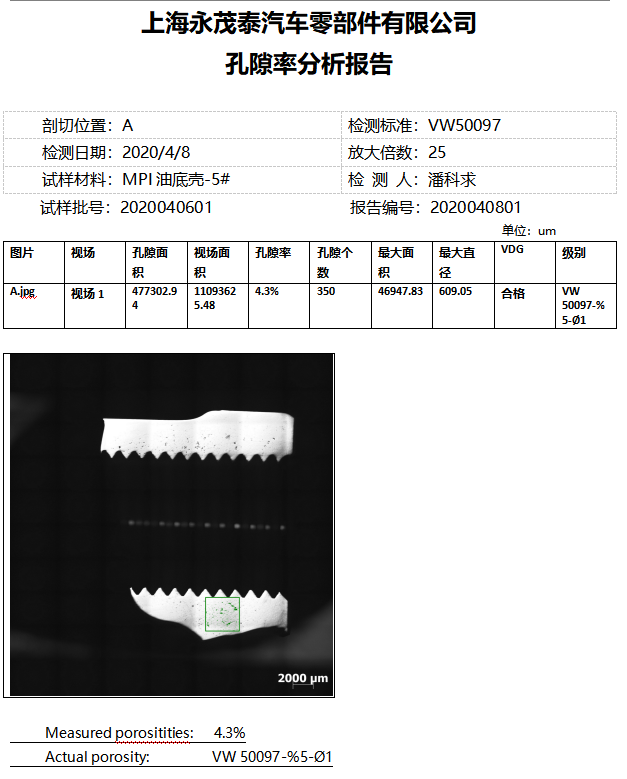 上海永茂泰汽车零部件有限公司
孔隙率分析报告
剖切位置：A 检测标准：VW50097
检测日期：2020/4/8 放大倍数：25
试样材料：MPI 油底壳-5# 检 测 人：潘科求
试样批号：2020040601 报告编号：2020040801
单位：um
图片 视场 孔隙面 视场面 孔隙率 孔隙个 最大面 最大直 VDG 级别
积 积 数 积 径
A.jpg 视场 1 477302.9 1109362 4.3% 350 46947.83 609.05 合格 VW
4 5.48 50097-%
5-Ø1
2000 µm
Measured porositities: 4.3%
Actual porosity: VW 50097-%5-Ø1